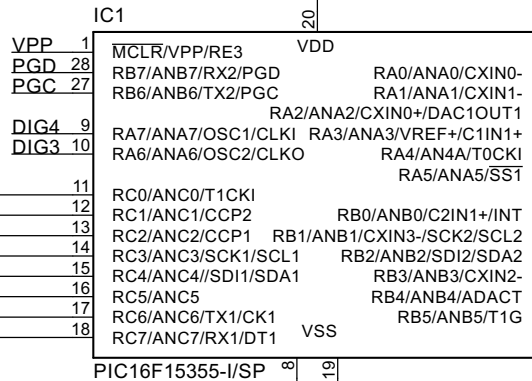 IC1
20
VPP 1 MCLR/VPP/RE3 VDD
PGD 28 RB7/ANB7/RX2/PGD RA0/ANA0/CXIN0-
PGC 27 RB6/ANB6/TX2/PGC RA1/ANA1/CXIN1-
RA2/ANA2/CXIN0+/DAC1OUT1
DIG4 9 RA7/ANA7/OSC1/CLKI RA3/ANA3/VREF+/C1IN1+
DIG3 10 RA6/ANA6/OSC2/CLKO RA4/AN4A/T0CKI
RA5/ANA5/SS1
11 RC0/ANC0/T1CKI
12 RC1/ANC1/CCP2 RB0/ANB0/C2IN1+/INT
13 RC2/ANC2/CCP1 RB1/ANB1/CXIN3-/SCK2/SCL2
14 RC3/ANC3/SCK1/SCL1 RB2/ANB2/SDI2/SDA2
15 RC4/ANC4//SDI1/SDA1 RB3/ANB3/CXIN2-
16 RC5/ANC5 RB4/ANB4/ADACT
17 RC6/ANC6/TX1/CK1 RB5/ANB5/T1G
18 RC7/ANC7/RX1/DT1 VSS
PIC16F15355-I/SP 8 19